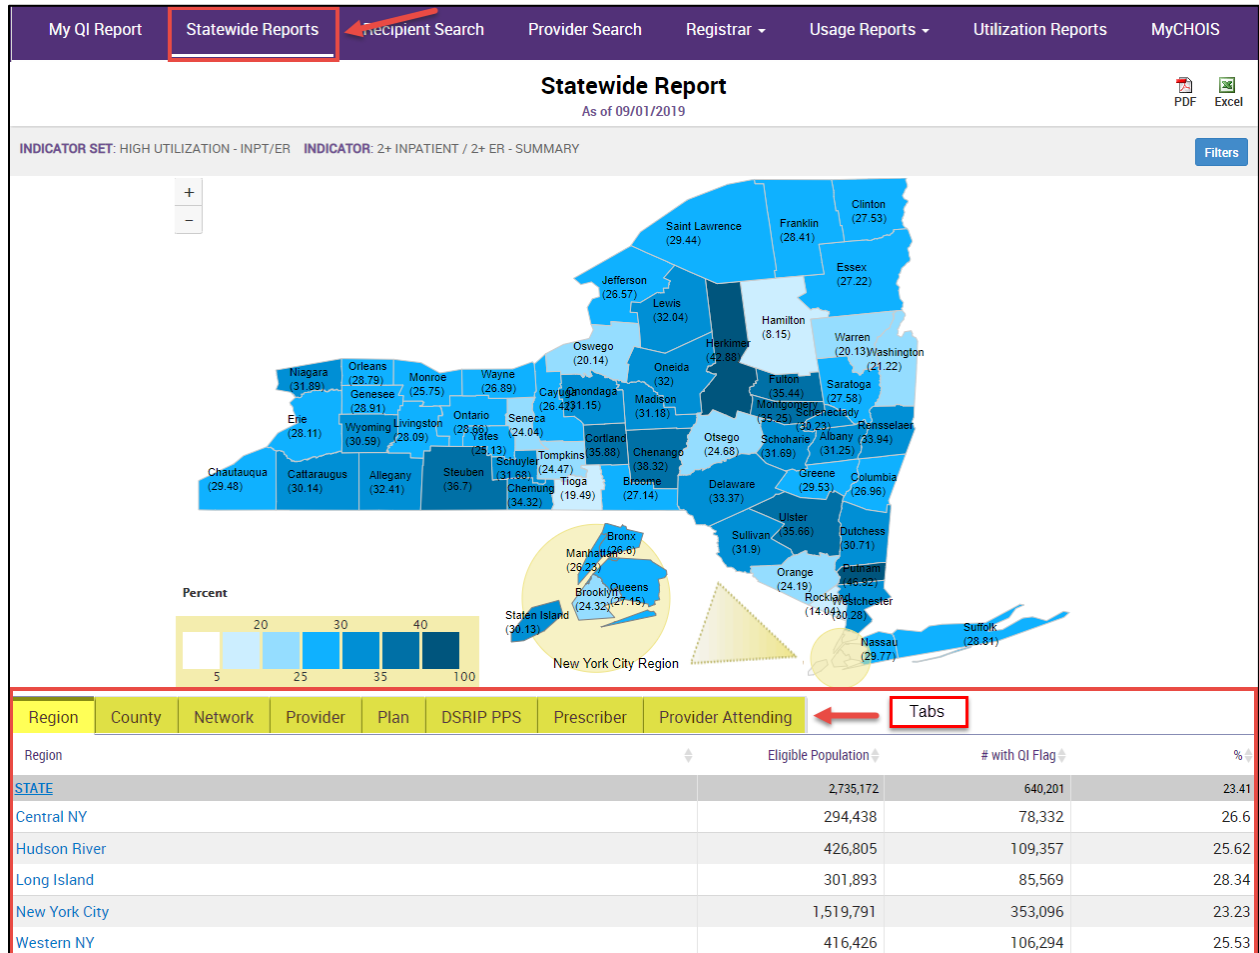 My QI Report Statewide Reports Recipient Search Provider Search Registrar Usage Reports Utilization Reports MyCHOIS
Statewide Report
As of 09/01/2019
PDF Excel
INDICATOR SET: HIGH UTILIZATION - INPT/ER INDICATOR: 2+ INPATIENT / 2+ ER - SUMMARY
Filters
+
−
Clinton
(27.53)
Franklin
(28.41)
Saint Lawrence
(29.44)
Essex
(27.22)
Jefferson
(26.57)
Lewis
(32.04)
Hamilton
(8.15)
Herkimer
(42.88)
Warren
(20.13)
Washington
(21.22)
Oswego
(20.14)
Oneida
(32)
Niagara
(31.89)
Orleans
(28.79)
Monroe
(25.75)
Wayne
(26.89)
Genesee
(28.91)
Cayuga
(26.42)
Onondaga
(31.15)
Madison
(31.18)
Fulton
(35.44)
Saratoga
(27.58)
Montgomery
(35.25)
Schenectady
(30.23)
Rensselaer
(33.94)
Erie
(28.11)
Wyoming
(30.59)
Livingston
(28.09)
Ontario
(28.66)
Yates
(25.13)
Seneca
(24.04)
Cortland
(35.88)
Chenango
(38.32)
Otsego
(24.68)
Schoharie
(31.69)
Albany
(31.25)
Chautauqua
(29.48)
Cattaraugus
(30.14)
Allegany
(32.41)
Steuben
(36.7)
Schuyler
(31.68)
Chemung
(34.32)
Tompkins
(24.47)
Tioga
(19.49)
Broome
(27.14)
Delaware
(33.37)
Greene
(29.53)
Columbia
(26.96)
Ulster
(35.66)
Sullivan
(31.9)
Dutchess
(30.71)
Orange
(24.19)
Putnam
(46.92)
Rockland
(14.04)
Westchester
(30.28)
Bronx
(26.6)
Manhattan
(26.23)
Brooklyn
(24.32)
Queens
(27.15)
Staten Island
(30.13)
New York City Region
Nassau
(29.77)
Suffolk
(28.81)
Percent
20 30 40
5 25 35 100
Region County Network Provider Plan DSRIP PPS Prescriber Provider Attending Tabs
Region Eligible Population # with QI Flag %
STATE 2,735,172 640,201 23.41
Central NY 294,438 78,332 26.6
Hudson River 426,805 109,357 25.62
Long Island 301,893 85,569 28.34
New York City 1,519,791 353,096 23.23
Western NY 416,426 106,294 25.53